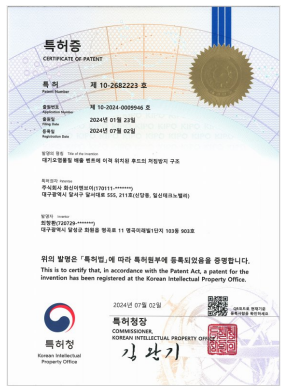 특허증
CERTIFICATE OF PATENT
특 허 제 10-2682223 호
Patent Number
출원번호 제 10-2024-0009946 호
Application Number
출원일 2024년 01월 23일
Filing Date
등록일 2024년 07월 02일
Registration Date
발명의 명칭 Title of the Invention
대기오염물질 배출 벤트에 이격 위치된 후드의 처짐방지 구조
특허권자 Patentee
주식회사 화신이앤보이(170111-*******)
대구광역시 달서구 달서대로 555, 211호(신당동, 일신테크노밸리)
발명자 Inventor
최창환(720729-*******)
대구광역시 달성군 화원읍 명곡로 11 명곡미래빌1단지 103동 902호
위의 발명은 「특허법」에 따라 특허원부에 등록되었음을 증명합니다.
This is to certify that, in accordance with the Patent Act, a patent for the
invention has been registered at the Korean Intellectual Property Office.
2024년 07월 02일
특허청
Korean Intellectual
Property Office
특허청장
COMMISSIONER,
KOREAN INTELLECTUAL PROPERTY OFFICE
김완기